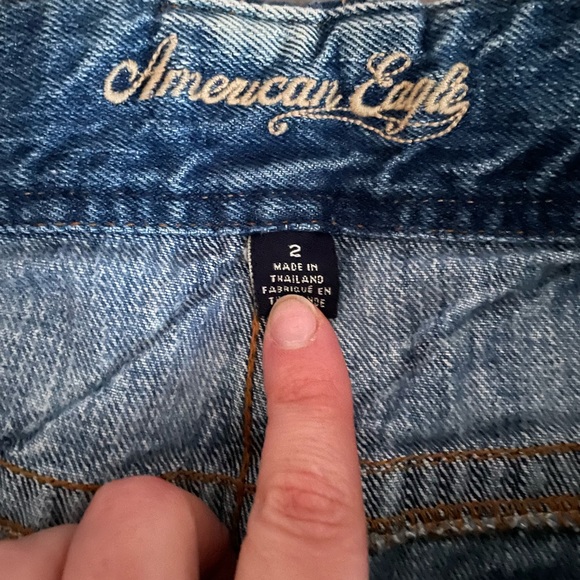 American Eagle
2
MADE IN
THAILAND
FABRIQUÉ EN